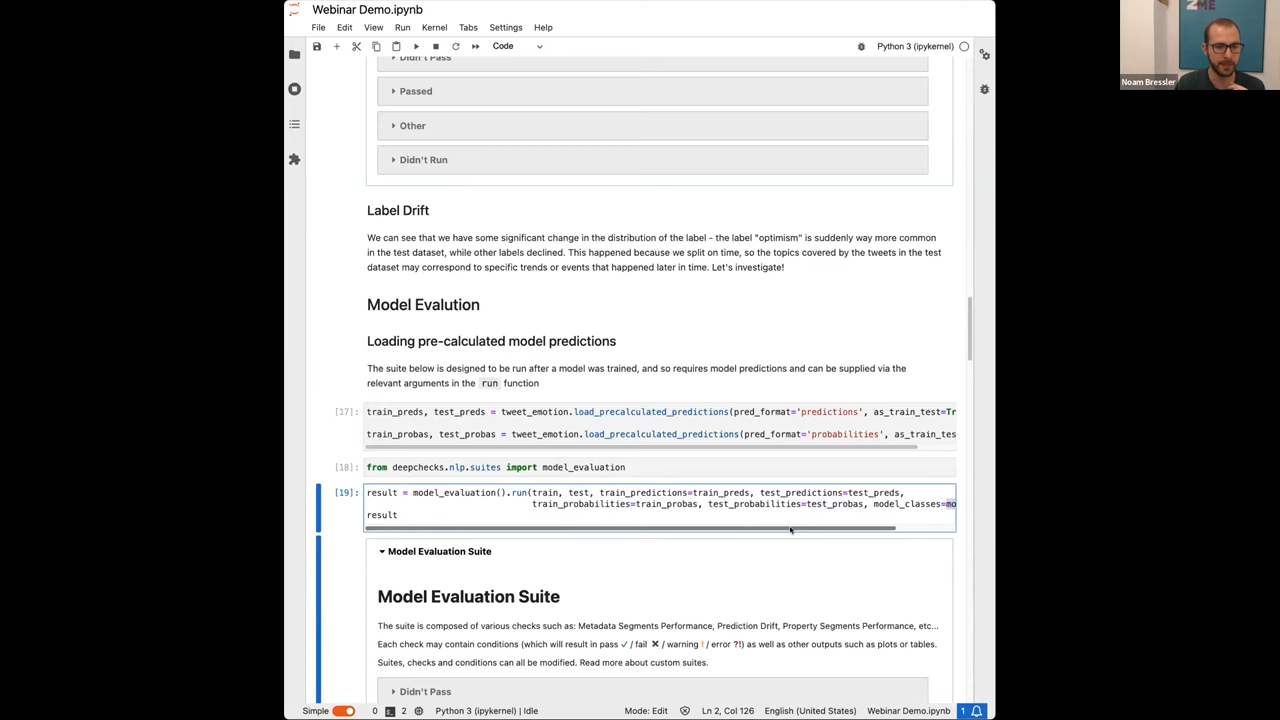 Webinar Demo.ipynb
File Edit View Run Kernel Tabs Settings Help
Code
Python 3 (ipykernel)
Didn't Pass
Passed
Other
Didn't Run
Label Drift
We can see that we have some significant change in the distribution of the label - the label "optimism" is suddenly way more common
in the test dataset, while other labels declined. This happened because we split on time, so the topics covered by the tweets in the test
dataset may correspond to specific trends or events that happened later in time. Let's investigate!
Model Evalution
Loading pre-calculated model predictions
The suite below is designed to be run after a model was trained, and so requires model predictions and can be supplied via the
relevant arguments in the run function
[17]: train_preds, test_preds = tweet_emotion.load_precalculated_predictions(pred_format='predictions', as_train_test=Tr
train_probas, test_probas = tweet_emotion.load_precalculated_predictions(pred_format='probabilities', as_train_tes
[18]: from deepchecks.nlp.suites import model_evaluation
[19]: result = model_evaluation().run(train, test, train_predictions=train_preds, test_predictions=test_preds,
train_probabilities=train_probas, test_probabilities=test_probas, model_classes=mo
result
Model Evaluation Suite
Model Evaluation Suite
The suite is composed of various checks such as: Metadata Segments Performance, Prediction Drift, Property Segments Performance, etc...
Each check may contain conditions (which will result in pass ✓ / fail ✖ / warning ! / error ?!) as well as other outputs such as plots or tables.
Suites, checks and conditions can all be modified. Read more about custom suites.
Didn't Pass
Simple 0 2 Python 3 (ipykernel) | Idle Mode: Edit Ln 2, Col 126 English (United States) Webinar Demo.ipynb 1
ME
Noam Bressler